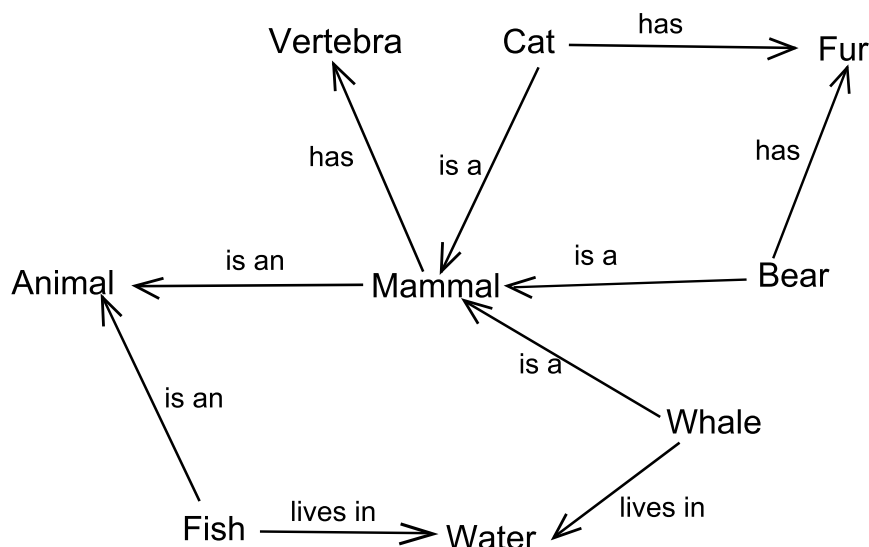 Vertebra
Cat
has
Fur
has
is a
has
is an
is a
Animal
Mammal
Bear
is an
is a
Whale
Fish
lives in
Water
lives in